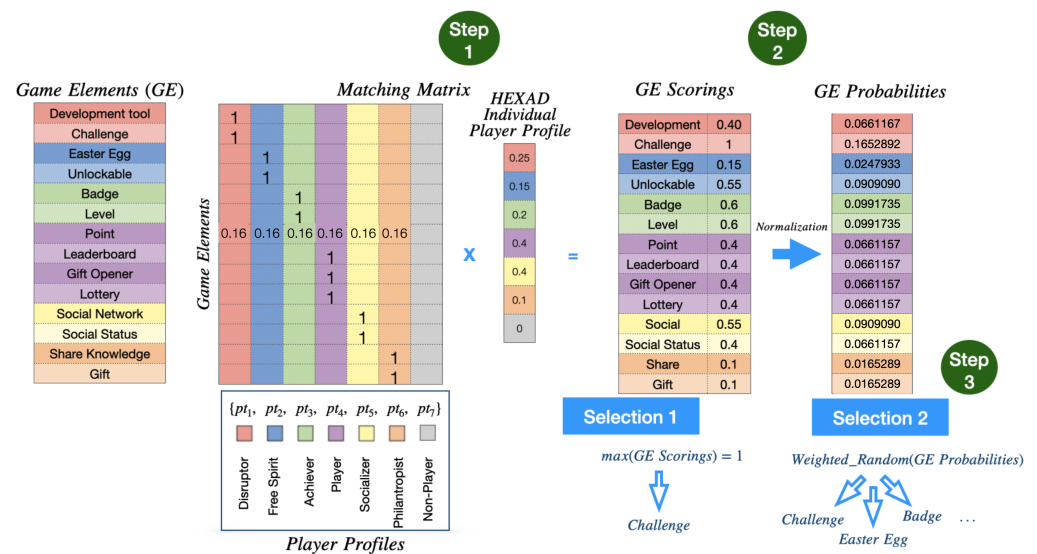 Step 1
Step 2
Game Elements (GE)
Matching Matrix
HEXAD
Individual
Player Profile
GE Scorings
GE Probabilities
Development tool
Challenge
Easter Egg
Unlockable
Badge
Level
Point
Leaderboard
Gift Opener
Lottery
Social Network
Social Status
Share Knowledge
Gift
Game Elements
1
1
1
1
1
1
0.16 0.16 0.16 0.16 0.16 0.16
1
1
1
1
1
1
1
x
0.25
0.15
0.2
0.4
0.4
0.1
0
=
Development 0.40
Challenge 1
Easter Egg 0.15
Unlockable 0.55
Badge 0.6
Level 0.6
Point 0.4
Leaderboard 0.4
Gift Opener 0.4
Lottery 0.4
Social 0.55
Social Status 0.4
Share 0.1
Gift 0.1
Normalization
0.0661167
0.1652892
0.0247933
0.0909090
0.0991735
0.0991735
0.0661157
0.0661157
0.0661157
0.0661157
0.0909090
0.0661157
0.0165289
0.0165289
Step 3
{pt1, pt2, pt3, pt4, pt5, pt6, pt7}
Disruptor
Free Spirit
Achiever
Player
Socializer
Philantropist
Non-Player
Player Profiles
Selection 1
max(GE Scorings) = 1
Challenge
Selection 2
Weighted_Random(GE Probabilities)
Challenge
Easter Egg
Badge ...